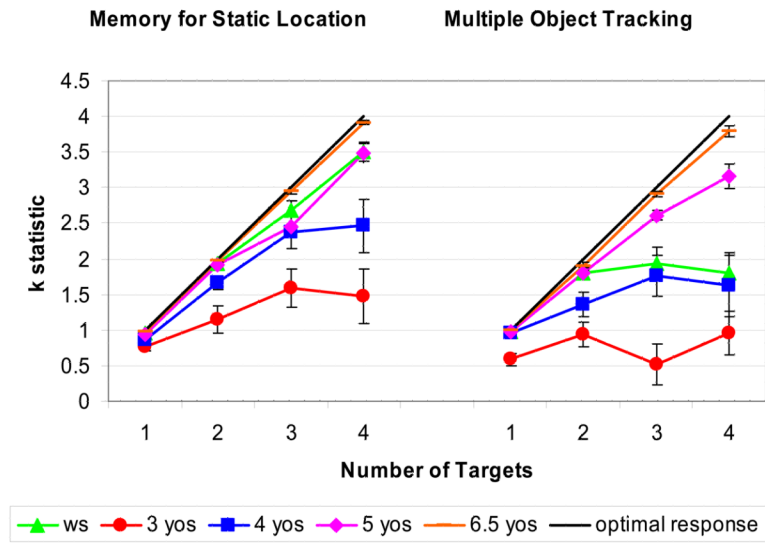 Memory for Static Location Multiple Object Tracking
4.5
4
3.5
3
2.5
2
1.5
1
0.5
0
k statistic
1 2 3 4 1 2 3 4
Number of Targets
ws 3 yos 4 yos 5 yos 6.5 yos optimal response